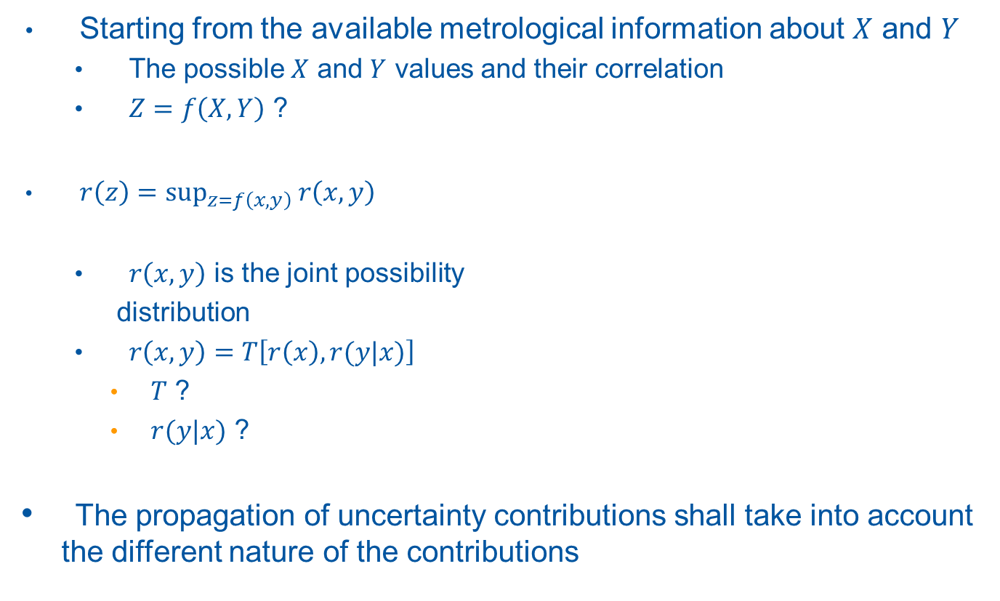 • Starting from the available metrological information about X and Y
• The possible X and Y values and their correlation
• Z = f(X, Y) ?
• r(z) = sup_{z=f(x,y)} r(x, y)
• r(x, y) is the joint possibility
distribution
• r(x, y) = T[r(x), r(y|x)]
• T ?
• r(y|x) ?
• The propagation of uncertainty contributions shall take into account
the different nature of the contributions